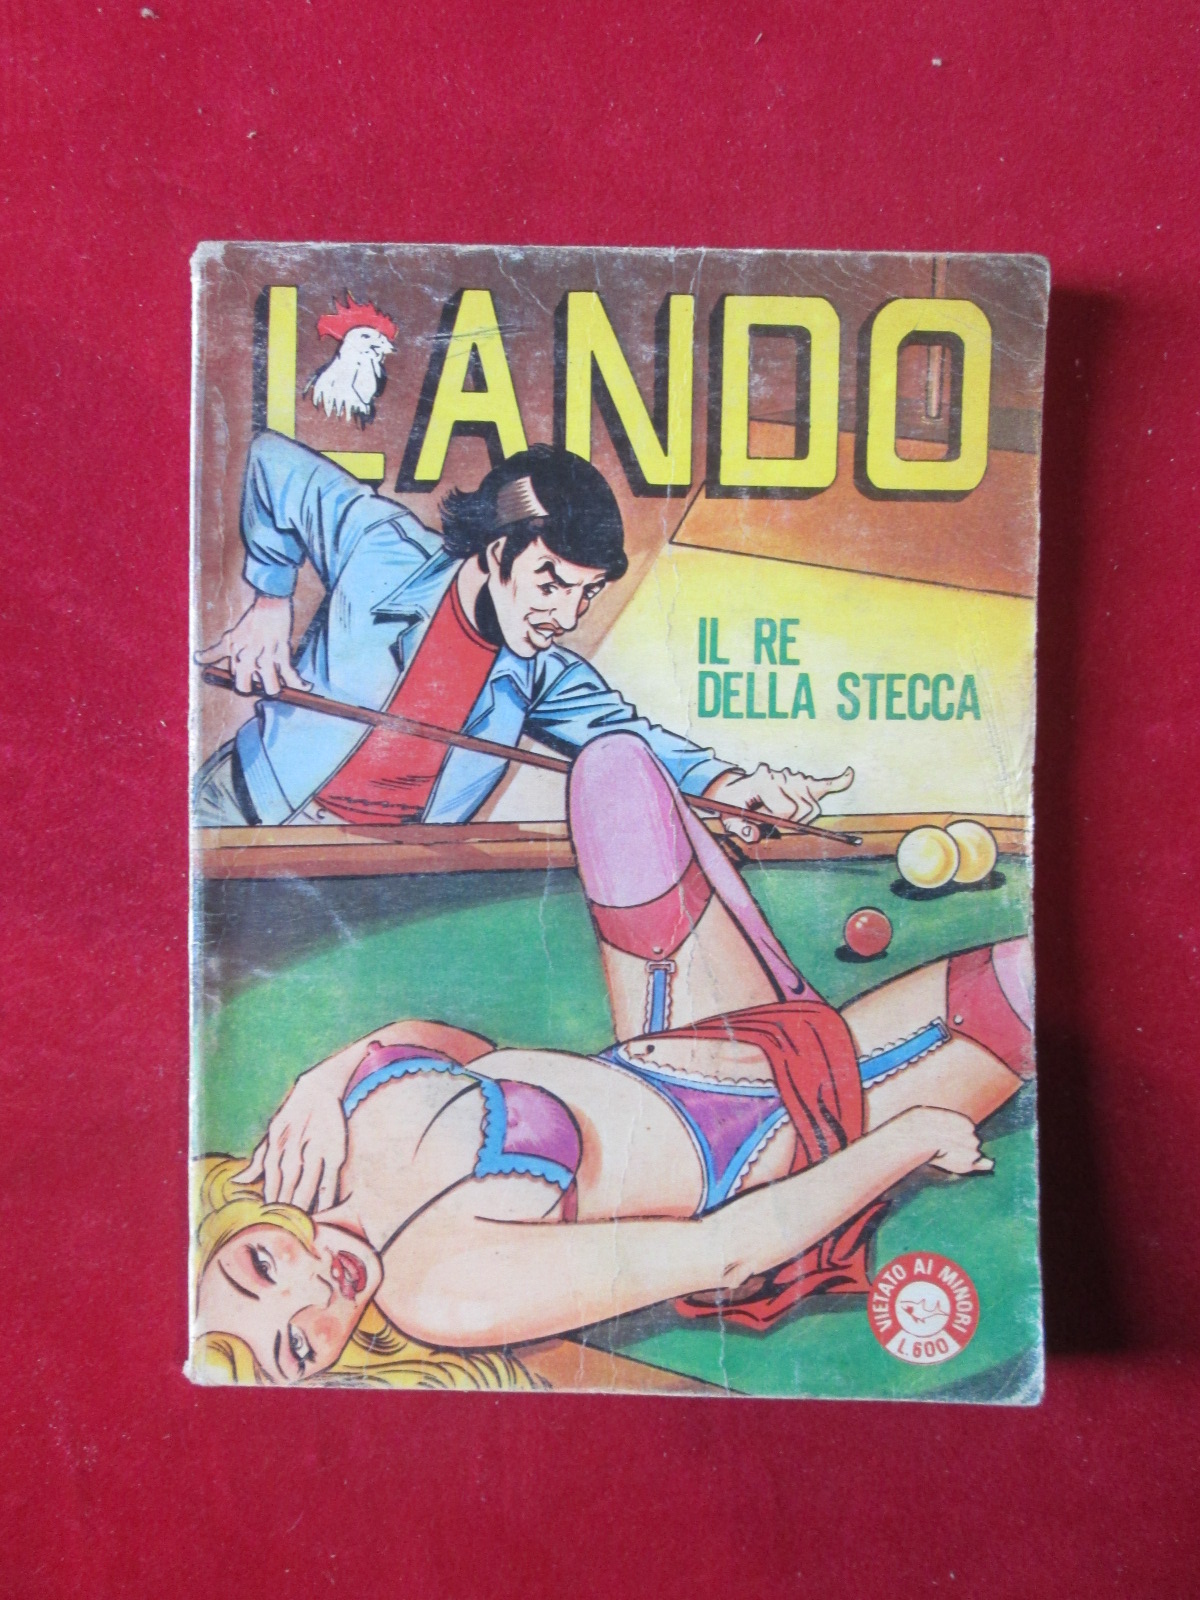 LANDO
IL RE
DELLA STECCA
VIETATO AI MINORI
L.600